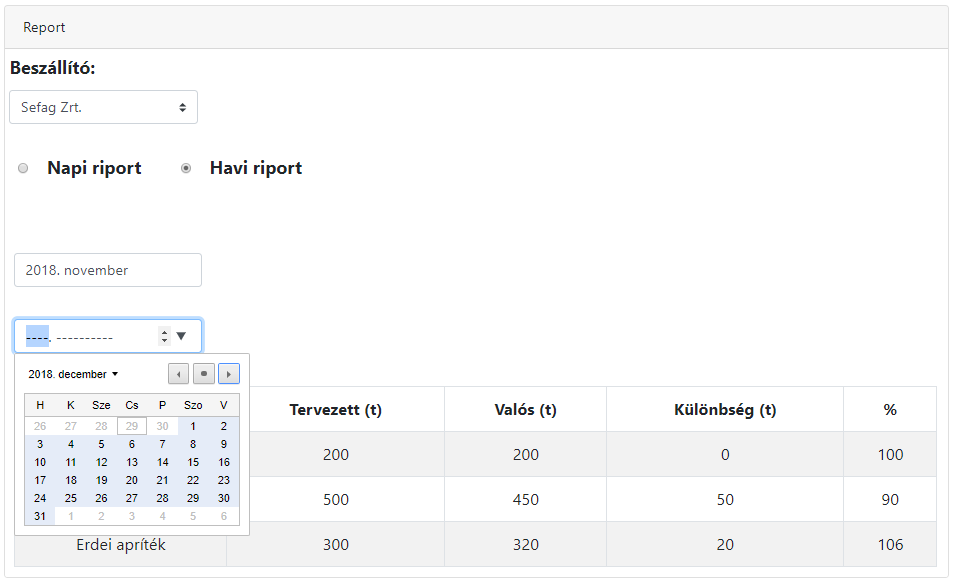 Report
Beszállító:
Sefag Zrt.
Napi riport Havi riport
2018. november
----. ----------
2018. december
H K Sze Cs P Szo V
26 27 28 29 30 1 2
3 4 5 6 7 8 9
10 11 12 13 14 15 16
17 18 19 20 21 22 23
24 25 26 27 28 29 30
31 1 2 3 4 5 6
Tervezett (t) Valós (t) Különbség (t) %
200 200 0 100
500 450 50 90
Erdei apríték 300 320 20 106